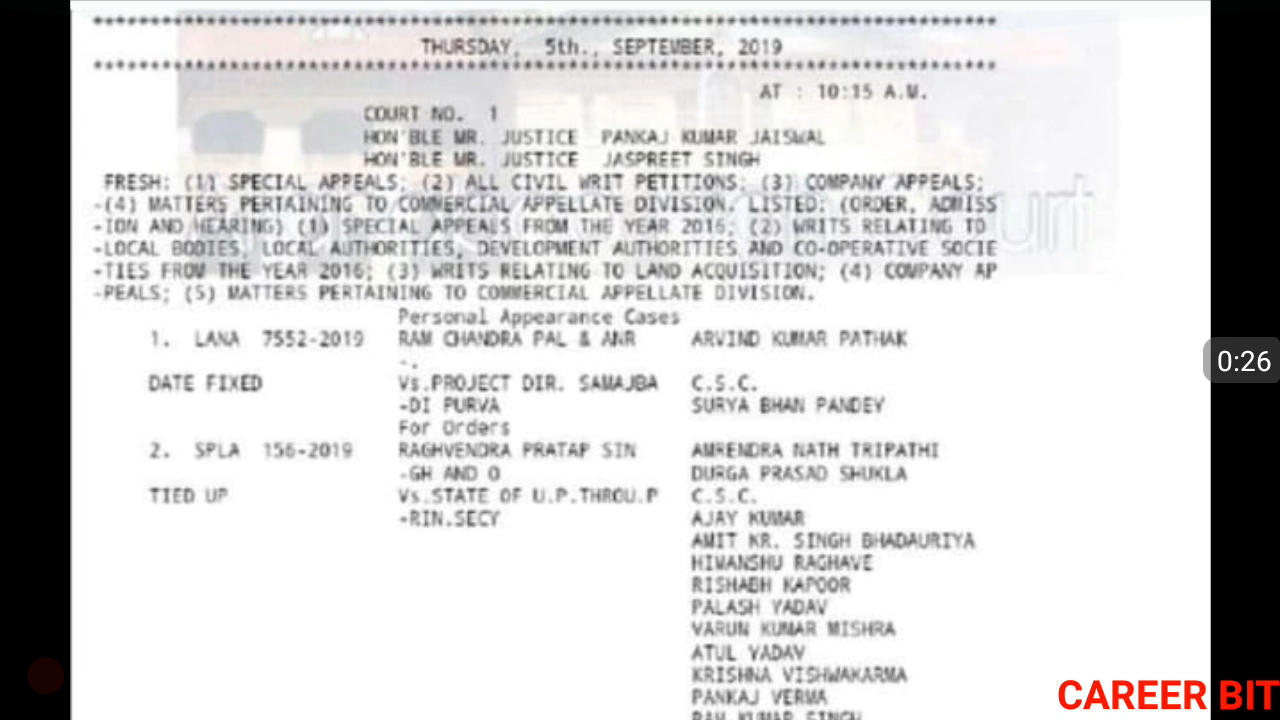 THURSDAY, 5th., SEPTEMBER, 2019
AT : 10:15 A.M.
COURT NO. 1
HON'BLE MR. JUSTICE PANKAJ KUMAR JAISWAL
HON'BLE MR. JUSTICE JASPREET SINGH
FRESH: (1) SPECIAL APPEALS; (2) ALL CIVIL WRIT PETITIONS; (3) COMPANY APPEALS;
-(4) MATTERS PERTAINING TO COMMERCIAL APPELLATE DIVISION. LISTED: (ORDER, ADMISS
-ION AND HEARING) (1) SPECIAL APPEALS FROM THE YEAR 2016; (2) WRITS RELATING TO
-LOCAL BODIES, LOCAL AUTHORITIES, DEVELOPMENT AUTHORITIES AND CO-OPERATIVE SOCIE
-TIES FROM THE YEAR 2016; (3) WRITS RELATING TO LAND ACQUISITION; (4) COMPANY AP
-PEALS; (5) MATTERS PERTAINING TO COMMERCIAL APPELLATE DIVISION.
Personal Appearance Cases
1. LANA 7552-2019 RAM CHANDRA PAL & ANR ARVIND KUMAR PATHAK
-.
DATE FIXED Vs.PROJECT DIR. SAMAJBA C.S.C.
-DI PURVA SURYA BHAN PANDEY
For Orders
2. SPLA 156-2019 RAGHVENDRA PRATAP SIN AMRENDRA NATH TRIPATHI
-GH AND O DURGA PRASAD SHUKLA
TIED UP Vs.STATE OF U.P.THROU.P C.S.C.
-RIN.SECY AJAY KUMAR
AMIT KR. SINGH BHADAURIYA
HIMANSHU RAGHAVE
RISHABH KAPOOR
PALASH YADAV
VARUN KUMAR MISHRA
ATUL YADAV
KRISHNA VISHWAKARMA
PANKAJ VERMA
KUMAR SINGH
0:26
CAREER BIT